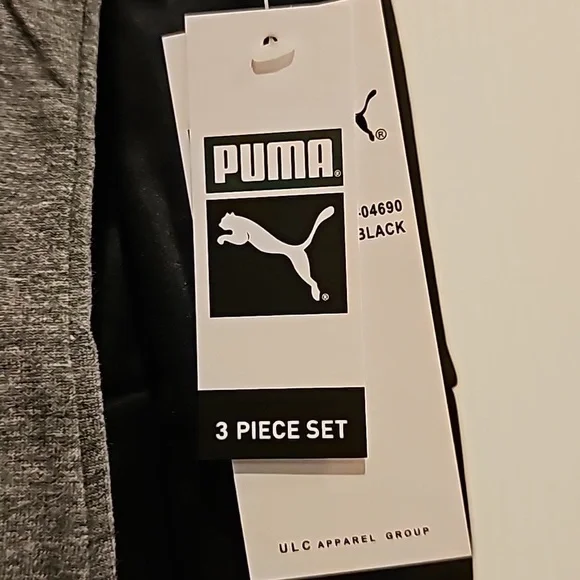 PUMA®
®
3 PIECE SET
®
-04690
BLACK
ULC APPAREL GROUP